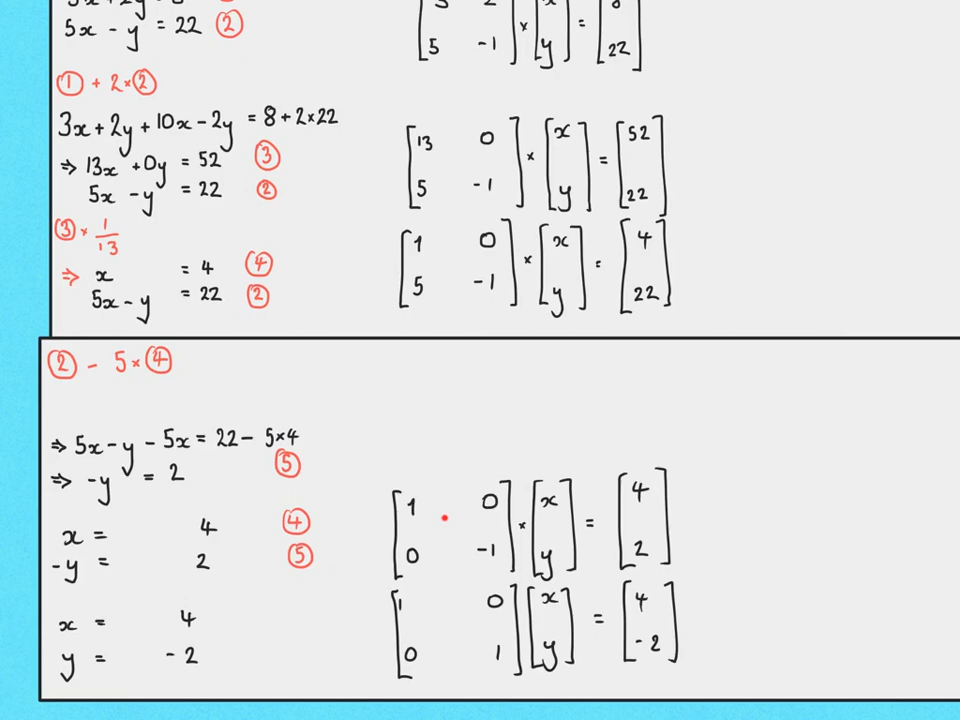 5x - y = 22 ②
[5 -1] × [y] = [22]
① + 2×②
3x + 2y + 10x - 2y = 8 + 2×22
⇒ 13x + 0y = 52 ③
5x - y = 22 ②
[13 0; 5 -1] × [x; y] = [52; 22]
③ × 1/13
⇒ x = 4 ④
5x - y = 22 ②
[1 0; 5 -1] × [x; y] = [4; 22]
② - 5×④
⇒ 5x - y - 5x = 22 - 5×4
⇒ -y = 2 ⑤
x = 4 ④
-y = 2 ⑤
[1 0; 0 -1] × [x; y] = [4; 2]
x = 4
y = -2
[1 0; 0 1] [x; y] = [4; -2]